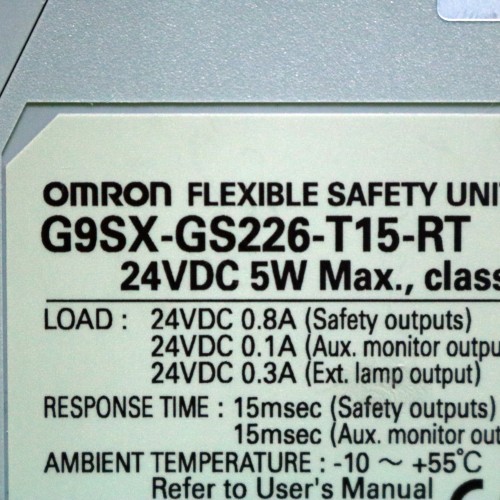 OMRON FLEXIBLE SAFETY UNI
G9SX-GS226-T15-RT
24VDC 5W Max., class
LOAD : 24VDC 0.8A (Safety outputs)
24VDC 0.1A (Aux. monitor outpu
24VDC 0.3A (Ext. lamp output)
RESPONSE TIME : 15msec (Safety outputs)
15msec (Aux. monitor out
AMBIENT TEMPERATURE : -10 ～ +55℃
Refer to User's Manual